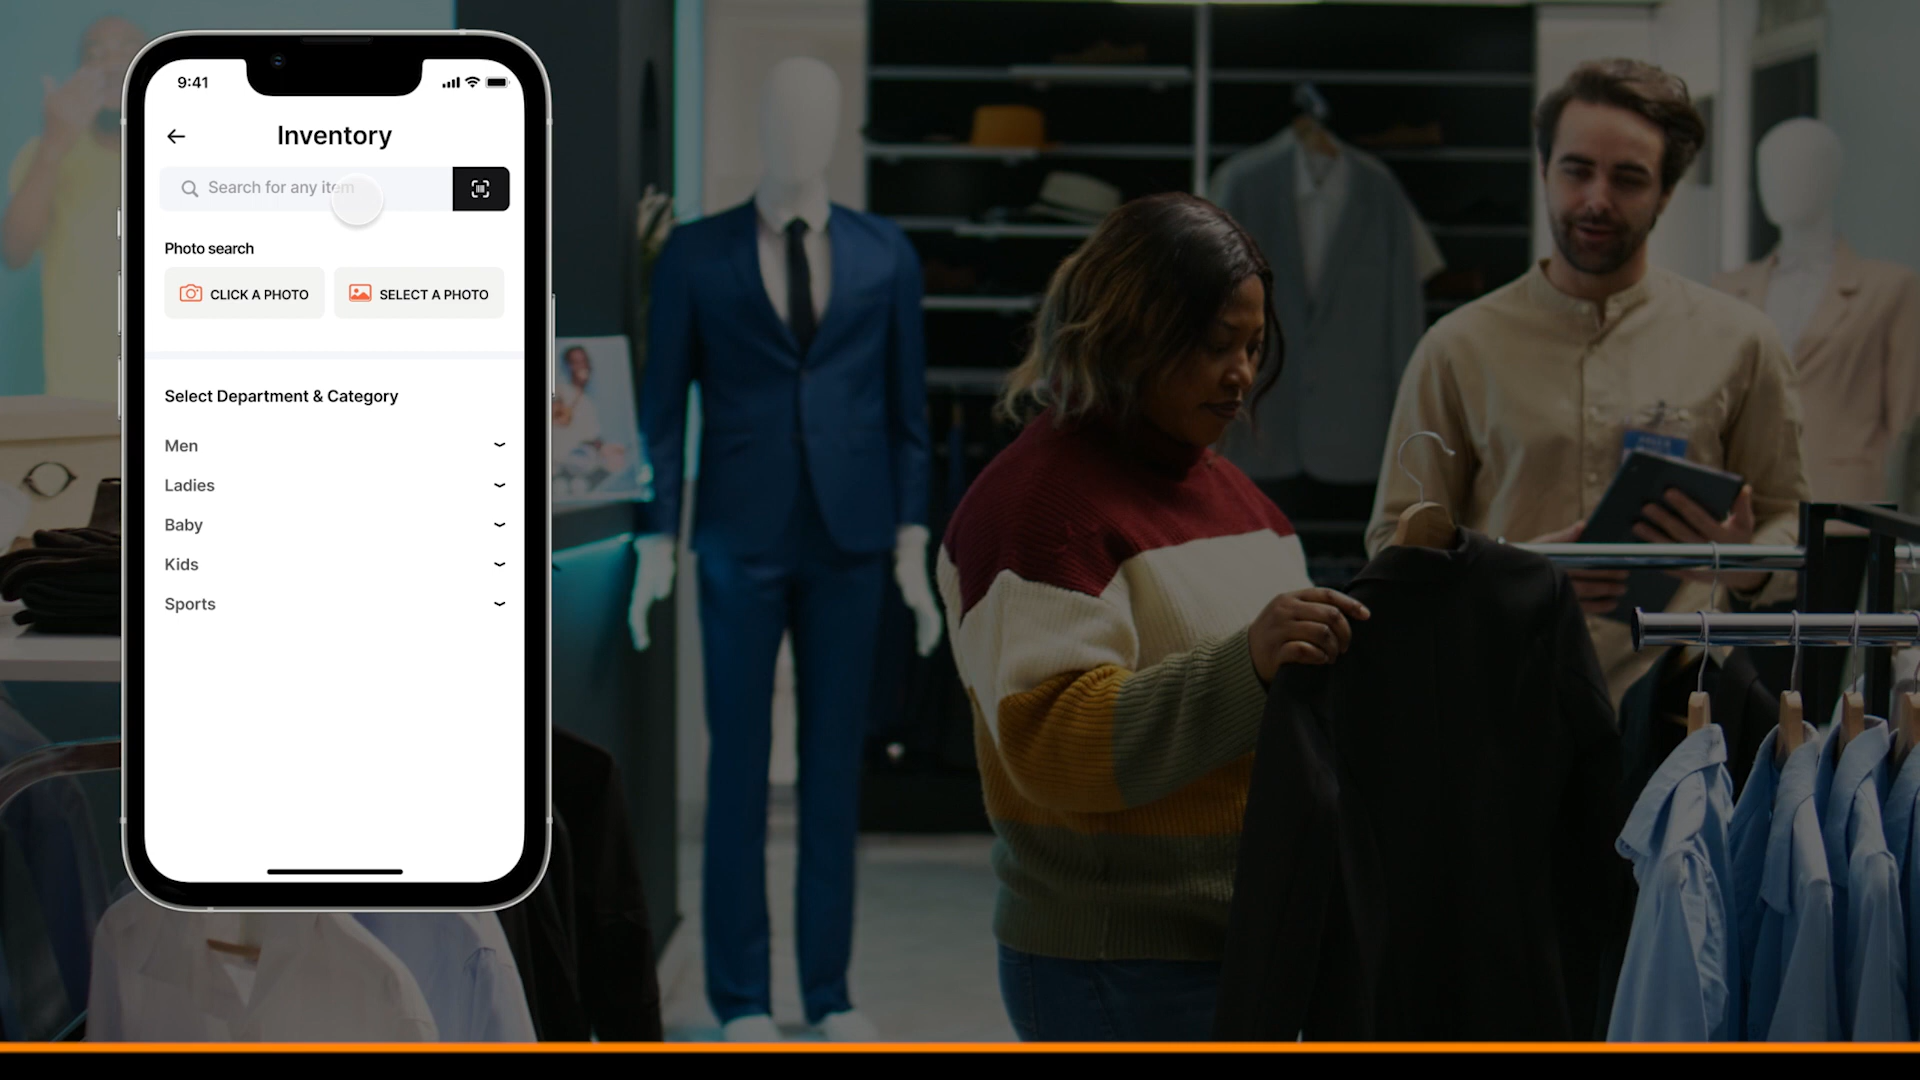 9:41
Inventory
Search for any item
Photo search
CLICK A PHOTO
SELECT A PHOTO
Select Department & Category
Men
Ladies
Baby
Kids
Sports